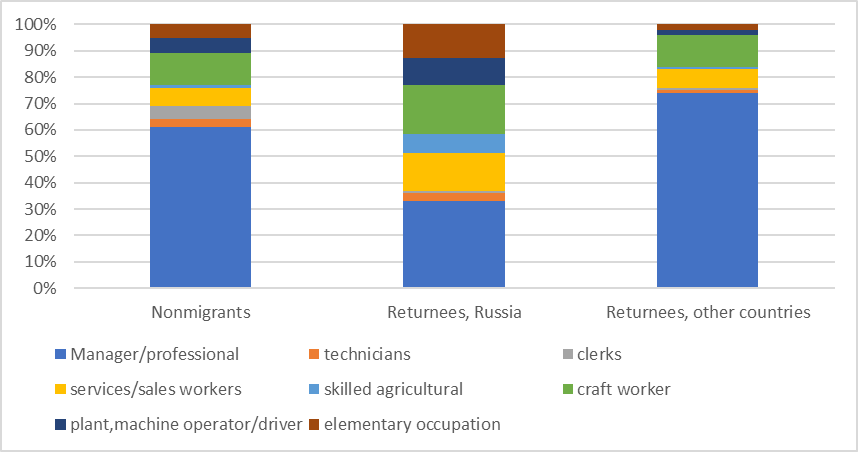 100%
90%
80%
70%
60%
50%
40%
30%
20%
10%
0%
Nonmigrants Returnees, Russia Returnees, other countries
Manager/professional technicians clerks
services/sales workers skilled agricultural craft worker
plant,machine operator/driver elementary occupation